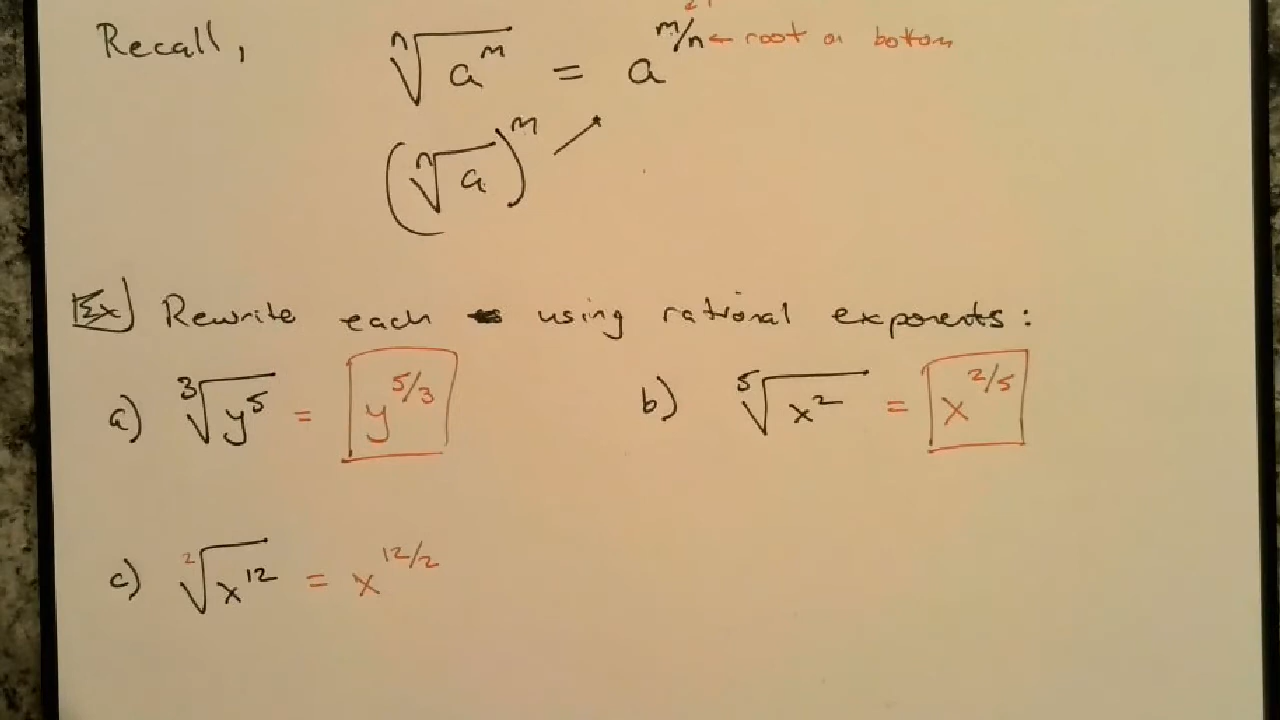 Recall, ⁿ√(aᵐ) = a^(m/n) ← root on bottom
(ⁿ√a)ᵐ ↗
Ex] Rewrite each using rational exponents:
a) ³√(y⁵) = y^(5/3) b) ⁵√(x²) = x^(2/5)
c) ²√(x¹²) = x^(12/2)